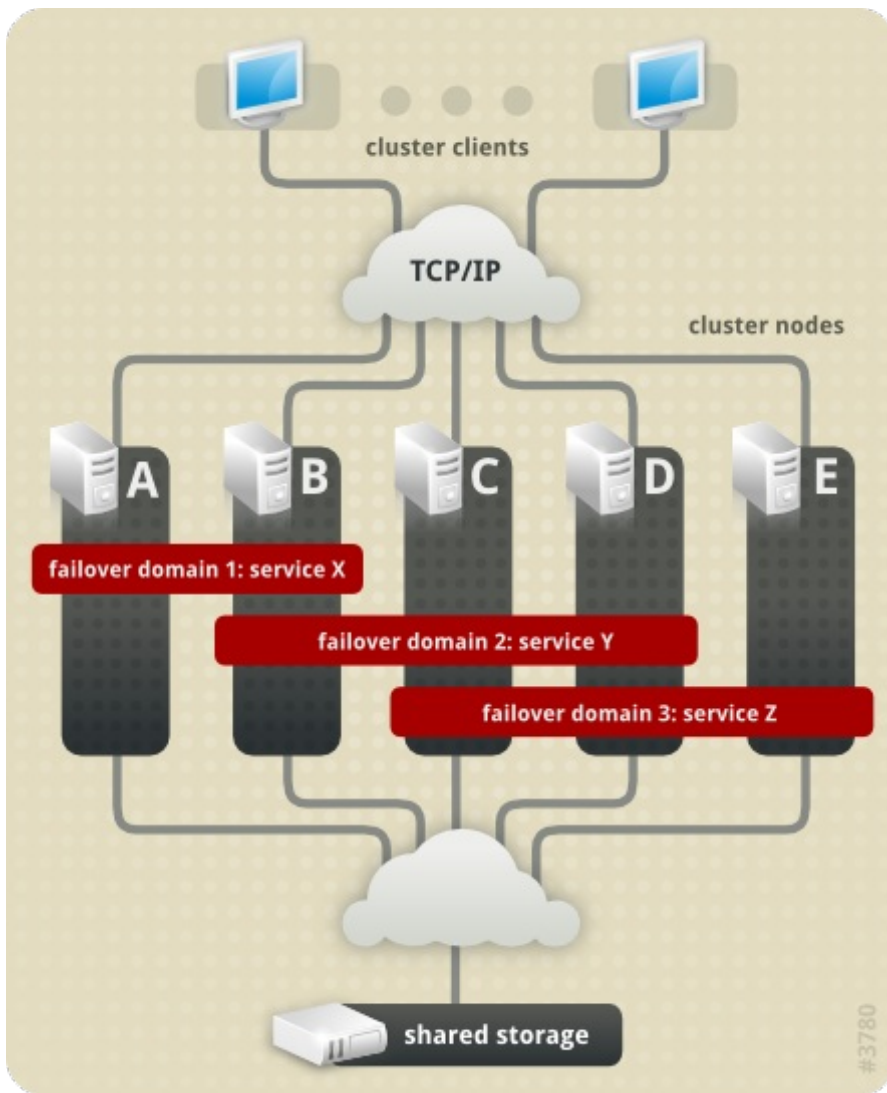 cluster clients
TCP/IP
cluster nodes
A
B
C
D
E
failover domain 1: service X
failover domain 2: service Y
failover domain 3: service Z
shared storage
#3780